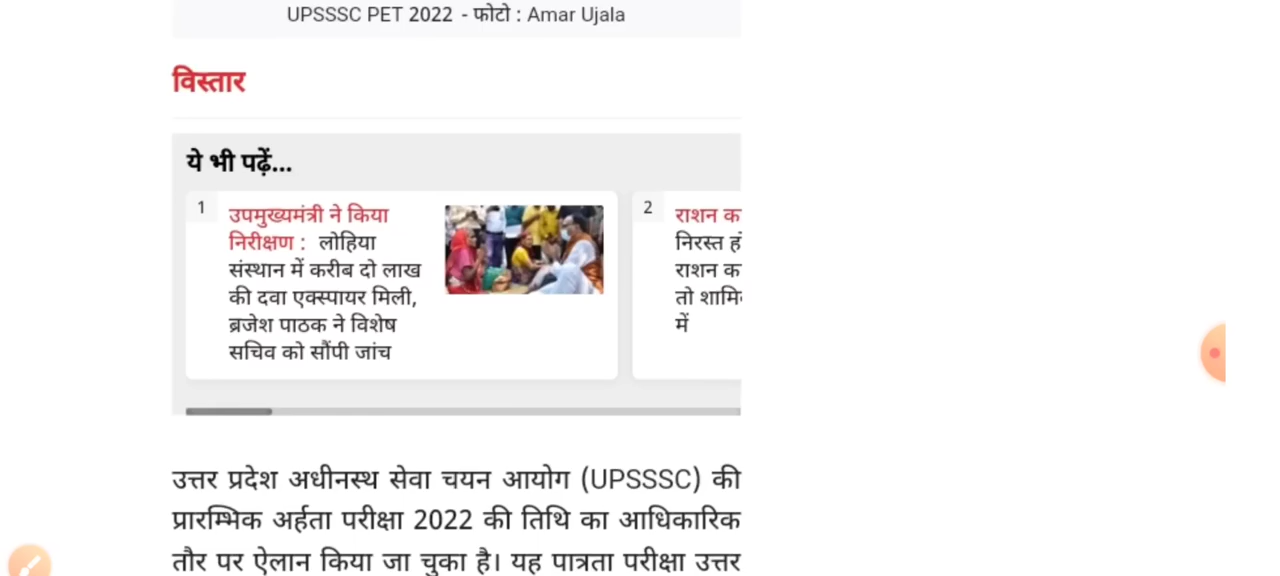 UPSSSC PET 2022 - फोटो : Amar Ujala
विस्तार
ये भी पढ़ें...
1
उपमुख्यमंत्री ने किया
निरीक्षण : लोहिया
संस्थान में करीब दो लाख
की दवा एक्स्पायर मिली,
ब्रजेश पाठक ने विशेष
सचिव को सौंपी जांच
2
राशन क
निरस्त
राशन क
तो
में
उत्तर प्रदेश अधीनस्थ सेवा चयन आयोग (UPSSSC) की
प्रारम्भिक अर्हता परीक्षा 2022 की तिथि का आधिकारिक
तौर पर ऐलान किया जा चुका है। यह पात्रता परीक्षा उत्तर